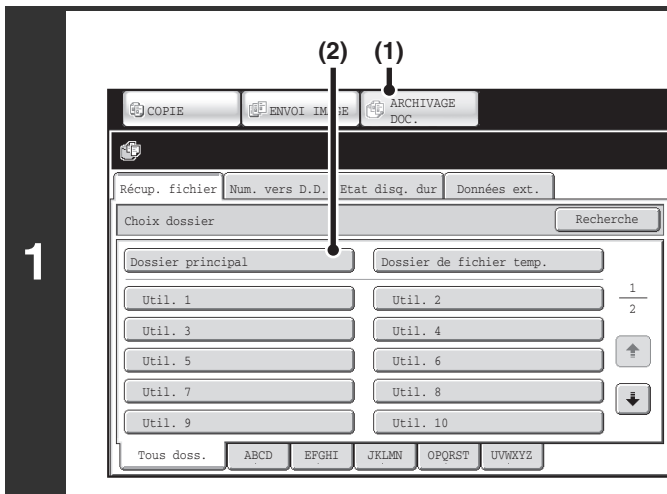 1
(2) (1)
COPIE ENVOI IMAGE ARCHIVAGE DOC.
Récup. fichier Num. vers D.D. Etat disq. dur Données ext.
Choix dossier Recherche
Dossier principal Dossier de fichier temp.
Util. 1 Util. 2 1
2
Util. 3 Util. 4
Util. 5 Util. 6
Util. 7 Util. 8
Util. 9 Util. 10
Tous doss. ABCD EFGHI JKLMN OPQRST UVWXYZ